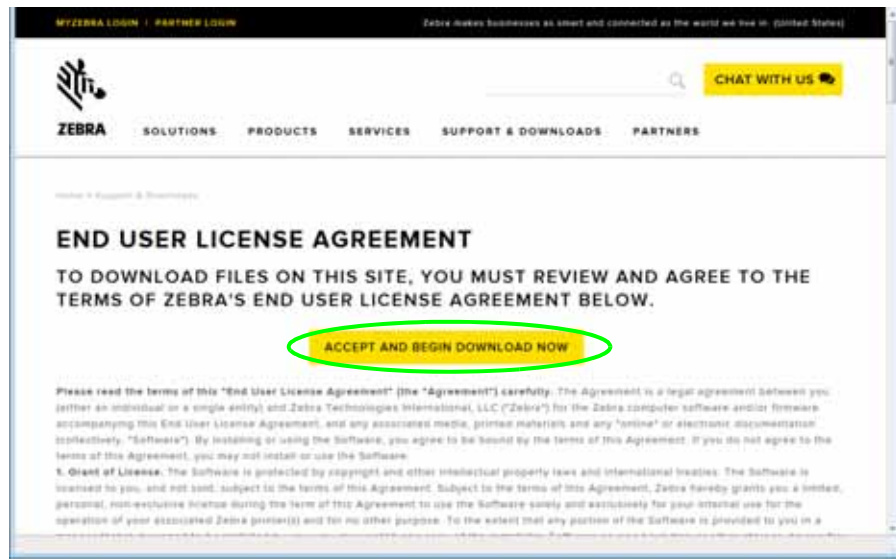 MYZEBRA LOGIN / PARTNER LOGIN
Zebra makes businesses as smart and connected as the world we live in. (United States)
CHAT WITH US
ZEBRA SOLUTIONS PRODUCTS SERVICES SUPPORT & DOWNLOADS PARTNERS
Home > Support & Downloads
END USER LICENSE AGREEMENT
TO DOWNLOAD FILES ON THIS SITE, YOU MUST REVIEW AND AGREE TO THE
TERMS OF ZEBRA'S END USER LICENSE AGREEMENT BELOW.
ACCEPT AND BEGIN DOWNLOAD NOW
Please read the terms of this "End User License Agreement" (the "Agreement") carefully. The Agreement is a legal agreement between you
(either an individual or a single entity) and Zebra Technologies International, LLC ("Zebra") for the Zebra computer software and/or firmware
accompanying this End User License Agreement, and any associated media, printed materials and any "online" or electronic documentation
(collectively, "Software"). By installing or using the Software, you agree to be bound by the terms of this Agreement. If you do not agree to the
terms of this Agreement, you may not install or use the Software.
1. Grant of License. The Software is protected by copyright and other intellectual property laws and international treaties. The Software is
licensed to you, and not sold, subject to the terms of this Agreement. Subject to the terms of this Agreement, Zebra hereby grants you a limited,
personal, non-exclusive license during the term of this Agreement to use the Software solely and exclusively for your internal use for the
operation of your associated Zebra printer(s) and for no other purpose. To the extent that any portion of the Software is provided to you in a